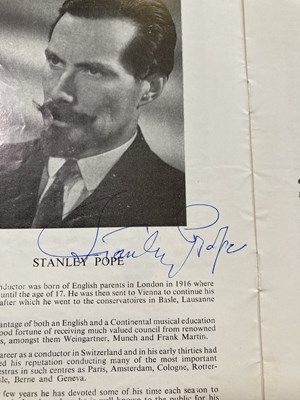 Stanley Pope
STANLEY POPE
ductor was born of English parents in London in 1916 where
until the age of 17. He was then sent to Vienna to continue his
after which he went to the conservatoires in Basle, Lausanne
antage of both an English and a Continental musical education
ood fortune of receiving much valued council from renowned
s, amongst them Weingartner, Munch and Frank Martin.
areer as a conductor in Switzerland and in his early thirties had
ed his reputation conducting many of the most important
estras in such centres as Paris, Amsterdam, Cologne, Rotter-
sle, Berne and Geneva.
few years he has devoted some of his time each season to